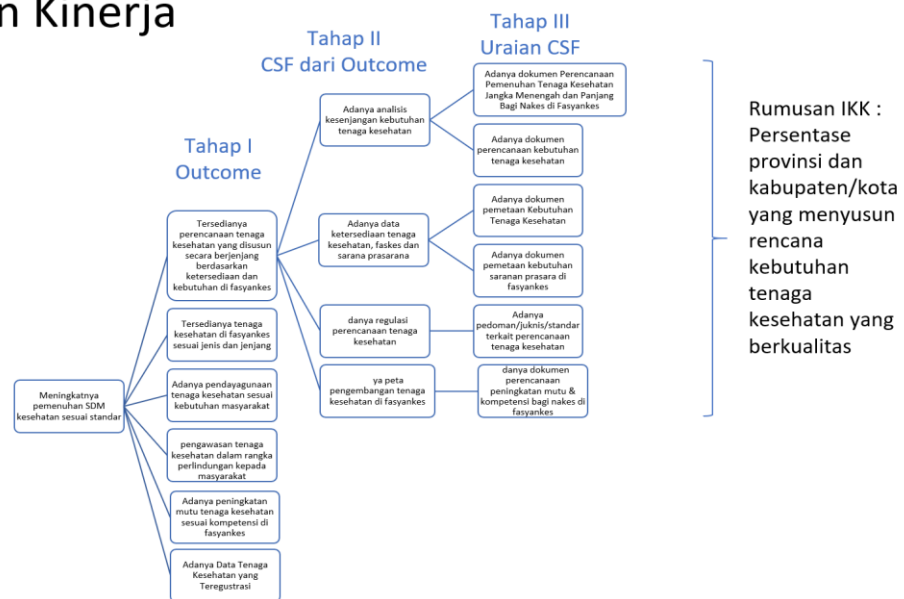 n Kinerja
Tahap I
Outcome
Tahap II
CSF dari Outcome
Tahap III
Uraian CSF
Meningkatnya
pemenuhan SDM
kesehatan sesuai standar
Tersedianya
perencanaan tenaga
kesehatan yang disusun
secara berjenjang
berdasarkan
ketersediaan dan
kebutuhan di fasyankes
Tersedianya tenaga
kesehatan di fasyankes
sesuai jenis dan jenjang
Adanya pendayagunaan
tenaga kesehatan sesuai
kebutuhan masyarakat
pengawasan tenaga
kesehatan dalam rangka
perlindungan kepada
masyarakat
Adanya peningkatan
mutu tenaga kesehatan
sesuai kompetensi di
fasyankes
Adanya Data Tenaga
Kesehatan yang
Teregustrasi
Adanya analisis
kesenjangan kebutuhan
tenaga kesehatan
Adanya data
ketersediaan tenaga
kesehatan, faskes dan
sarana prasarana
danya regulasi
perencanaan tenaga
kesehatan
ya peta
pengembangan tenaga
kesehatan di fasyankes
Adanya dokumen Perencanaan
Pemenuhan Tenaga Kesehatan
Jangka Menengah dan Panjang
Bagi Nakes di Fasyankes
Adanya dokumen
perencanaan kebutuhan
tenaga kesehatan
Adanya dokumen
pemetaan Kebutuhan
Tenaga Kesehatan
Adanya dokumen
pemetaan kebutuhan
saranan prasara di
fasyankes
Adanya
pedoman/juknis/standar
terkait perencanaan
tenaga kesehatan
danya dokumen
perencanaan
peningkatan mutu &
kompetensi bagi nakes di
fasyankes
Rumusan IKK :
Persentase
provinsi dan
kabupaten/kota
yang menyusun
rencana
kebutuhan
tenaga
kesehatan yang
berkualitas